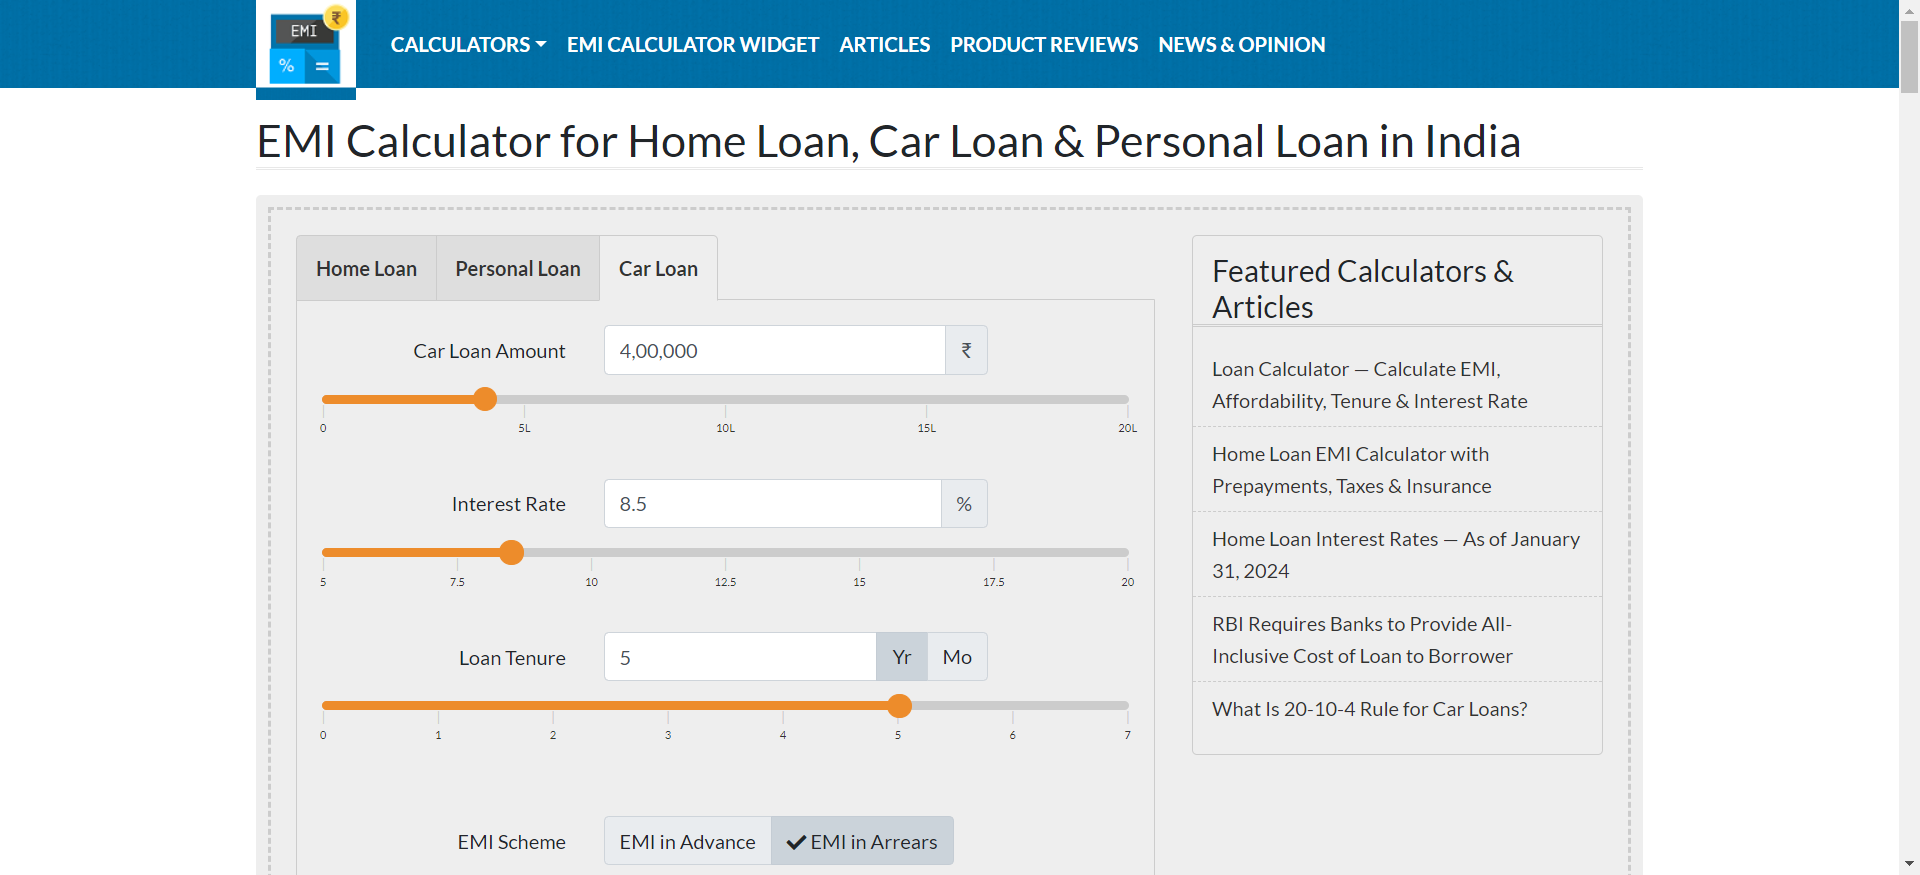 EMI
%
=
₹
CALCULATORS
EMI CALCULATOR WIDGET
ARTICLES
PRODUCT REVIEWS
NEWS & OPINION
EMI Calculator for Home Loan, Car Loan & Personal Loan in India
Home Loan
Personal Loan
Car Loan
Car Loan Amount
4,00,000
₹
0
5L
10L
15L
20L
Interest Rate
8.5
%
5
7.5
10
12.5
15
17.5
20
Loan Tenure
5
Yr
Mo
0
1
2
3
4
5
6
7
EMI Scheme
EMI in Advance
EMI in Arrears
Featured Calculators &
Articles
Loan Calculator — Calculate EMI,
Affordability, Tenure & Interest Rate
Home Loan EMI Calculator with
Prepayments, Taxes & Insurance
Home Loan Interest Rates — As of January
31, 2024
RBI Requires Banks to Provide All-
Inclusive Cost of Loan to Borrower
What Is 20-10-4 Rule for Car Loans?